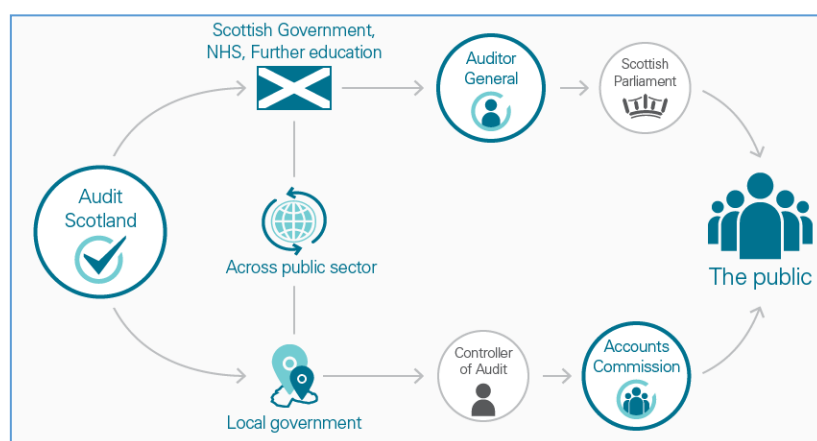 Scottish Government,
NHS, Further education
Auditor
General
Scottish
Parliament
Audit
Scotland
Across public sector
The public
Controller
of Audit
Accounts
Commission
Local government